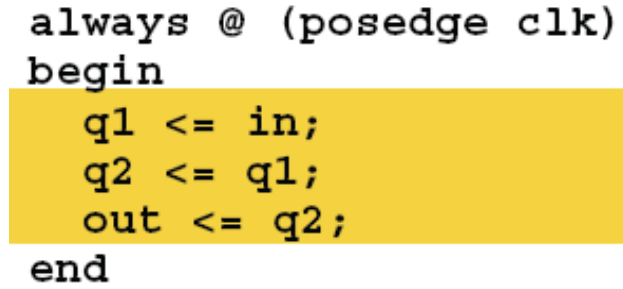 always @ (posedge clk)
begin
q1 <= in;
q2 <= q1;
out <= q2;
end